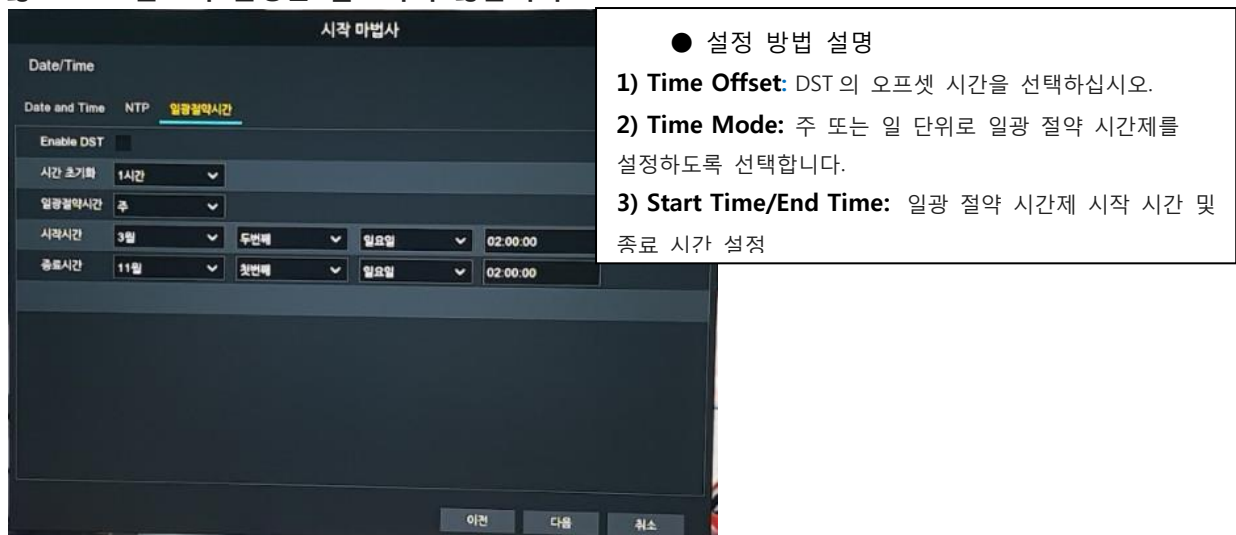 시작 마법사
Date/Time
Date and Time NTP 일광절약시간
Enable DST
시간 초기화 1시간
일광절약시간 주
시작시간 3월 두번째 일요일 02:00:00
종료시간 11월 첫번째 일요일 02:00:00
이전 다음 취소
● 설정 방법 설명
1) Time Offset: DST 의 오프셋 시간을 선택하십시오.
2) Time Mode: 주 또는 일 단위로 일광 절약 시간제를
설정하도록 선택합니다.
3) Start Time/End Time: 일광 절약 시간제 시작 시간 및
종료 시간 설정